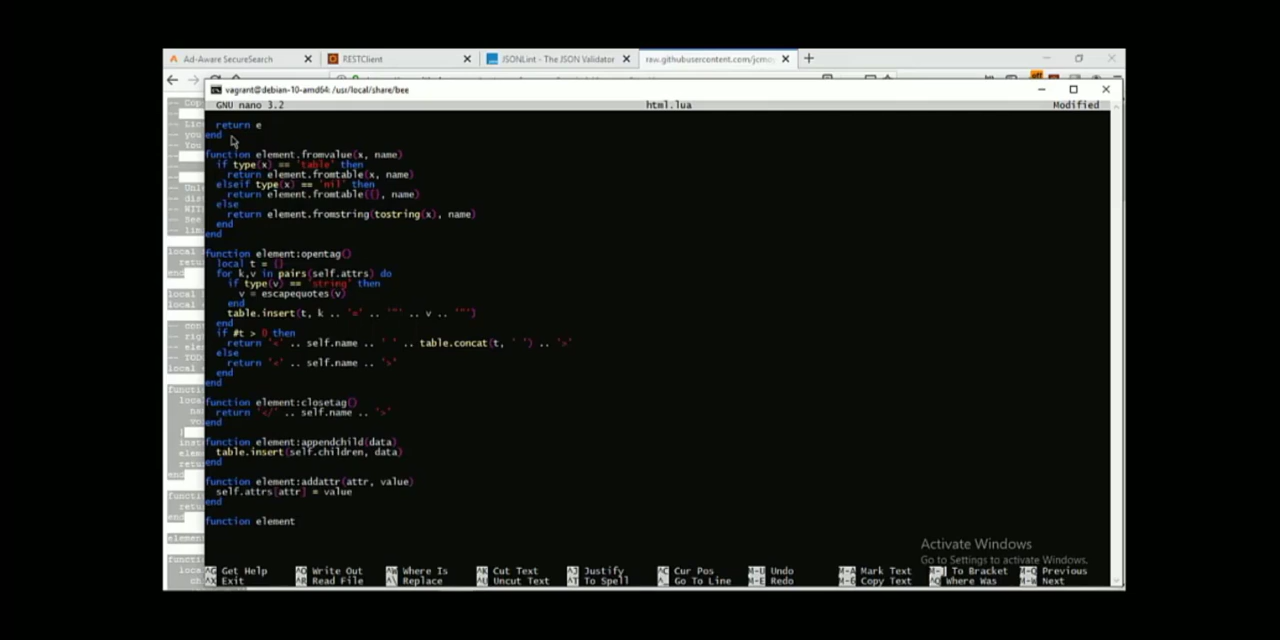 Ad-Aware SecureSearch
RESTClient
JSONLint - The JSON Validator
raw.githubusercontent.com/jcmo
vagrant@debian-10-amd64: /usr/local/share/bee
GNU nano 3.2 html.lua Modified
return e
end
function element.fromvalue(x, name)
if type(x) == 'table' then
return element.fromtable(x, name)
elseif type(x) == 'nil' then
return element.fromtable({}, name)
else
return element.fromstring(tostring(x), name)
end
end
function element:opentag()
local t = {}
for k,v in pairs(self.attrs) do
if type(v) == 'string' then
v = escapequotes(v)
end
table.insert(t, k .. '=' .. '"' .. v .. '"')
end
if #t > 0 then
return '<' .. self.name .. ' ' .. table.concat(t, ' ') .. '>'
else
return '<' .. self.name .. '>'
end
end
function element:closetag()
return '</' .. self.name .. '>'
end
function element:appendchild(data)
table.insert(self.children, data)
end
function element:addattr(attr, value)
self.attrs[attr] = value
end
function element
Activate Windows
Go to Settings to activate Windows.
^G Get Help ^O Write Out ^W Where Is ^K Cut Text ^J Justify ^C Cur Pos M-U Undo M-A Mark Text M-] To Bracket M-Q Previous
^X Exit ^R Read File ^\ Replace ^U Uncut Text ^T To Spell ^_ Go To Line M-E Redo M-6 Copy Text ^Q Where Was M-W Next